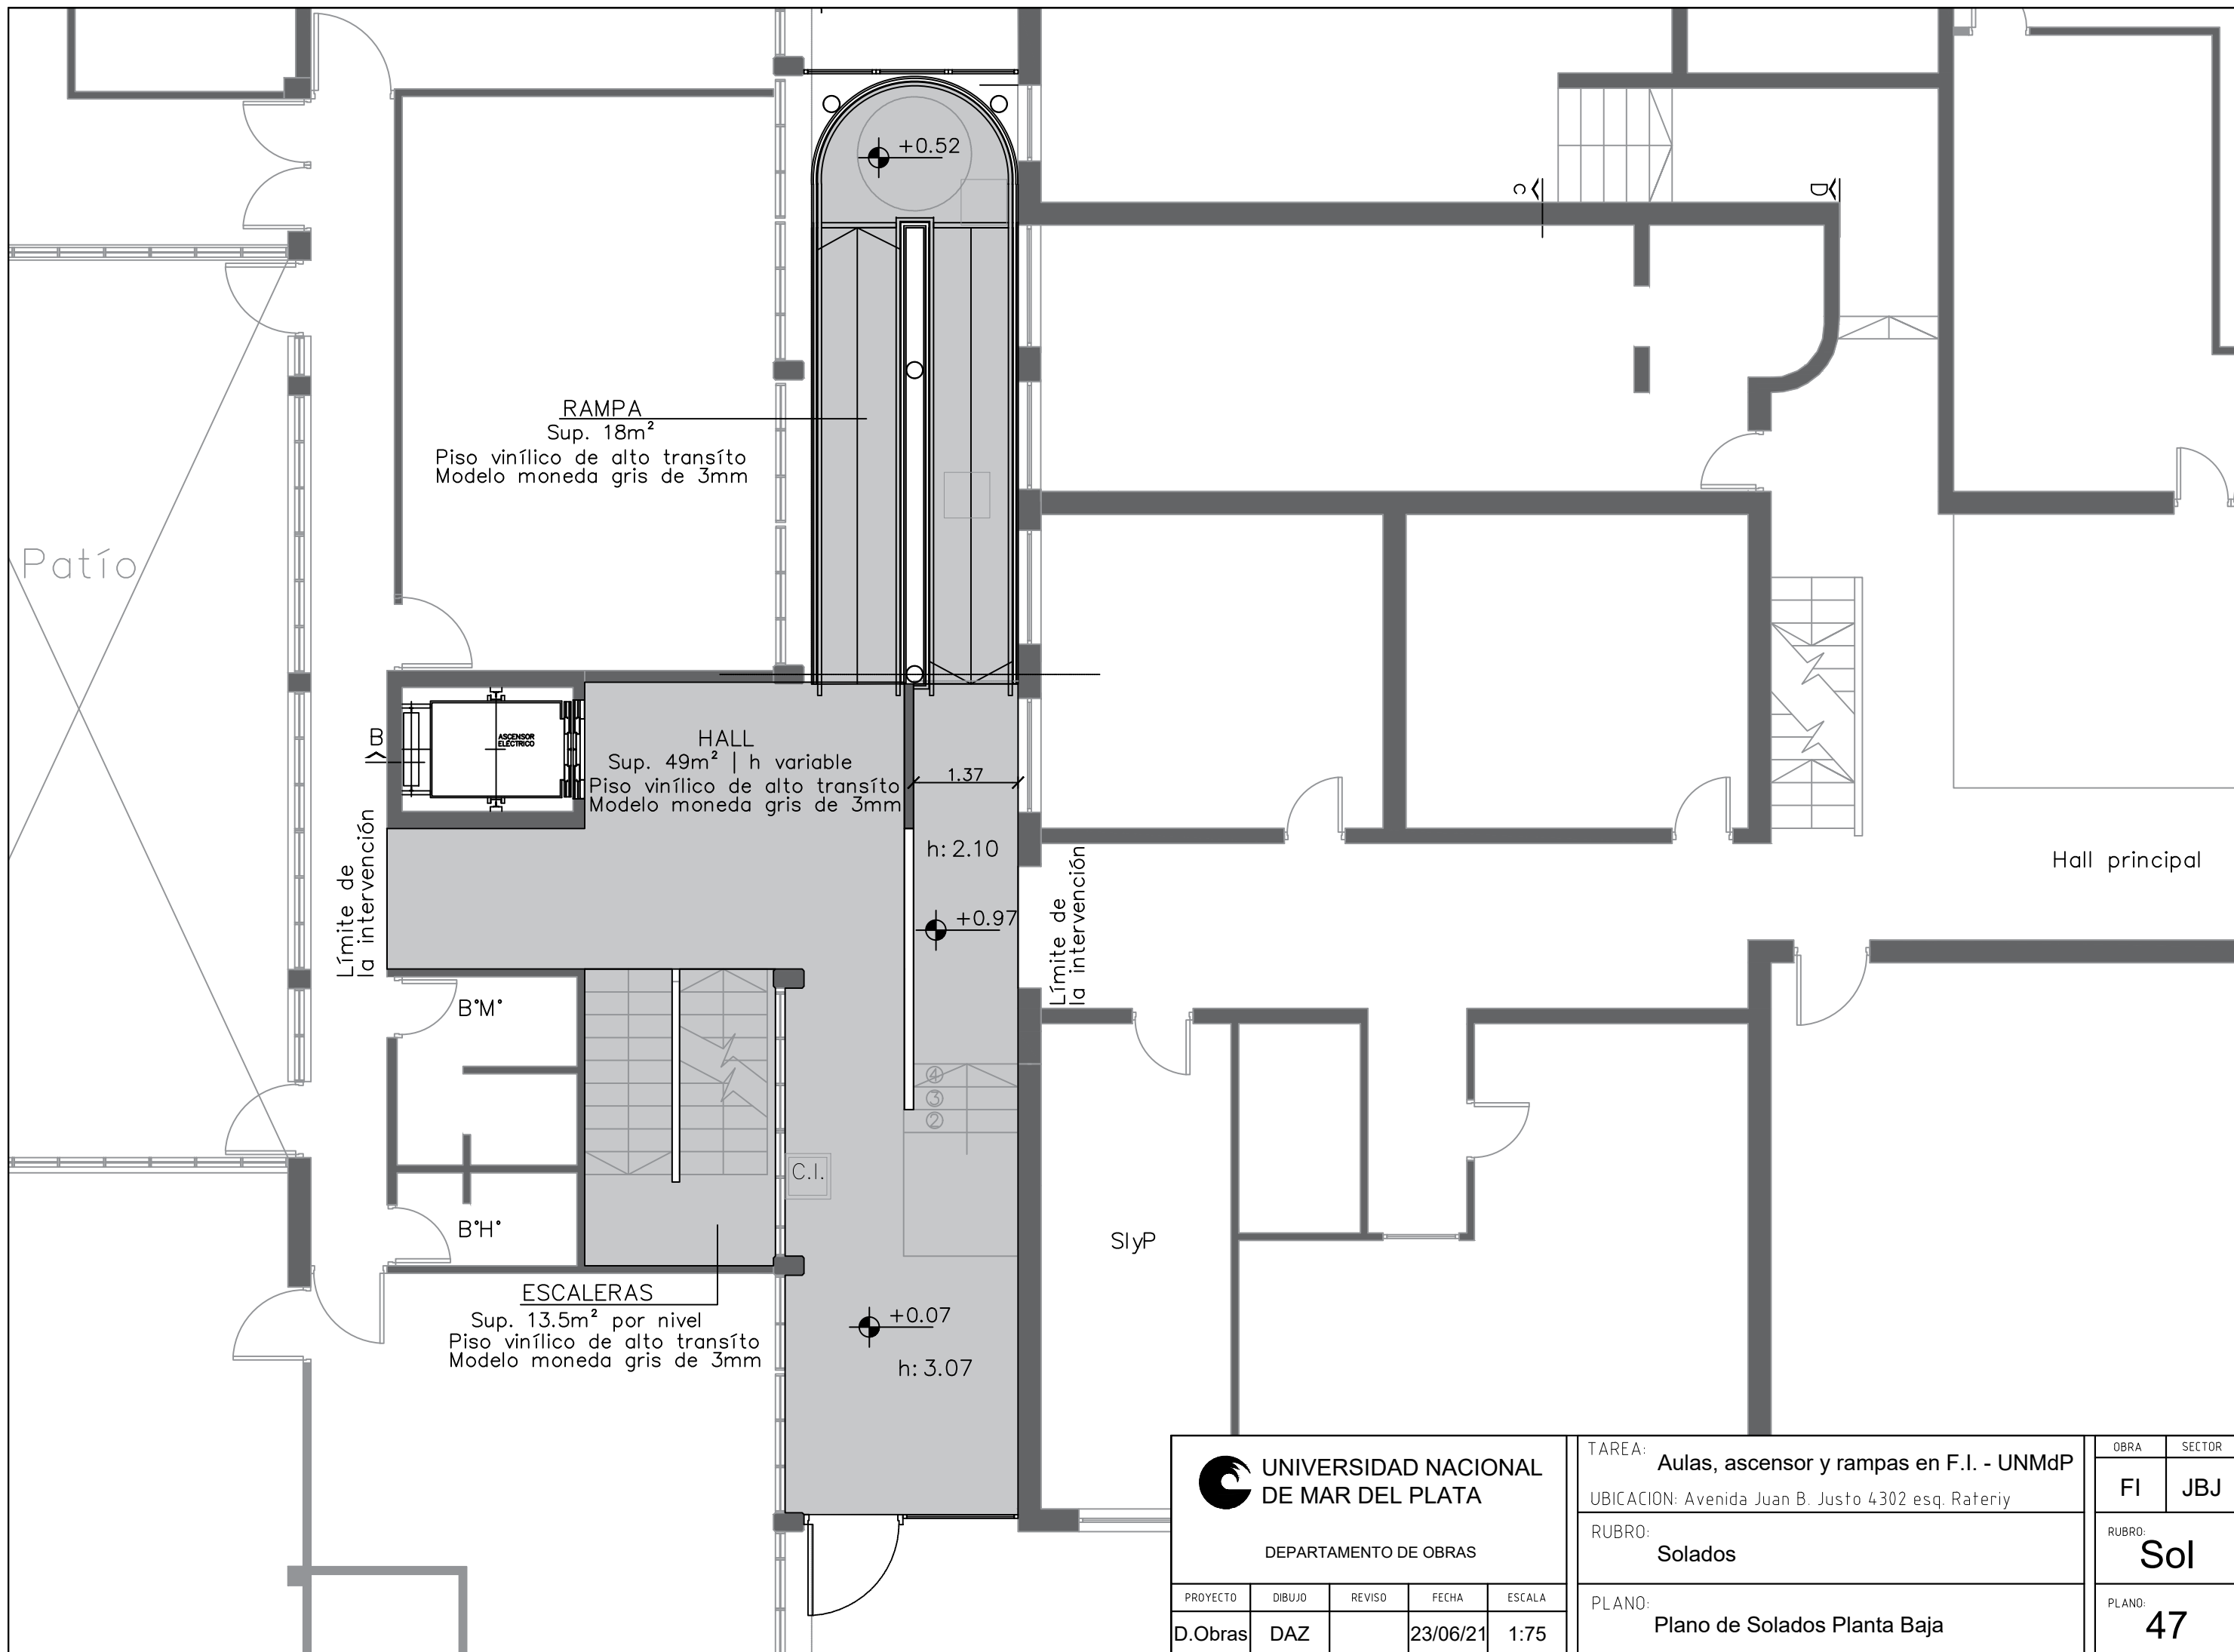 +0.52
C
D
RAMPA
Sup. 18m²
Piso vinílico de alto transíto
Modelo moneda gris de 3mm
Patío
B
ASCENSOR
ELÉCTRICO
HALL
Sup. 49m² | h variable
Piso vinílico de alto transíto
Modelo moneda gris de 3mm
1.37
h: 2.10
Hall principal
Límite de
la intervención
+0.97
Límite de
la intervención
B°M°
4
3
2
C.I.
B°H°
SIyP
ESCALERAS
Sup. 13.5m² por nivel
Piso vinílico de alto transíto
Modelo moneda gris de 3mm
+0.07
h: 3.07
UNIVERSIDAD NACIONAL
DE MAR DEL PLATA
DEPARTAMENTO DE OBRAS
PROYECTO DIBUJO REVISO FECHA ESCALA
D.Obras DAZ 23/06/21 1:75
TAREA:
Aulas, ascensor y rampas en F.I. - UNMdP
UBICACION: Avenida Juan B. Justo 4302 esq. Rateriy
RUBRO:
Solados
PLANO:
Plano de Solados Planta Baja
OBRA SECTOR
FI JBJ
RUBRO:
Sol
PLANO:
47